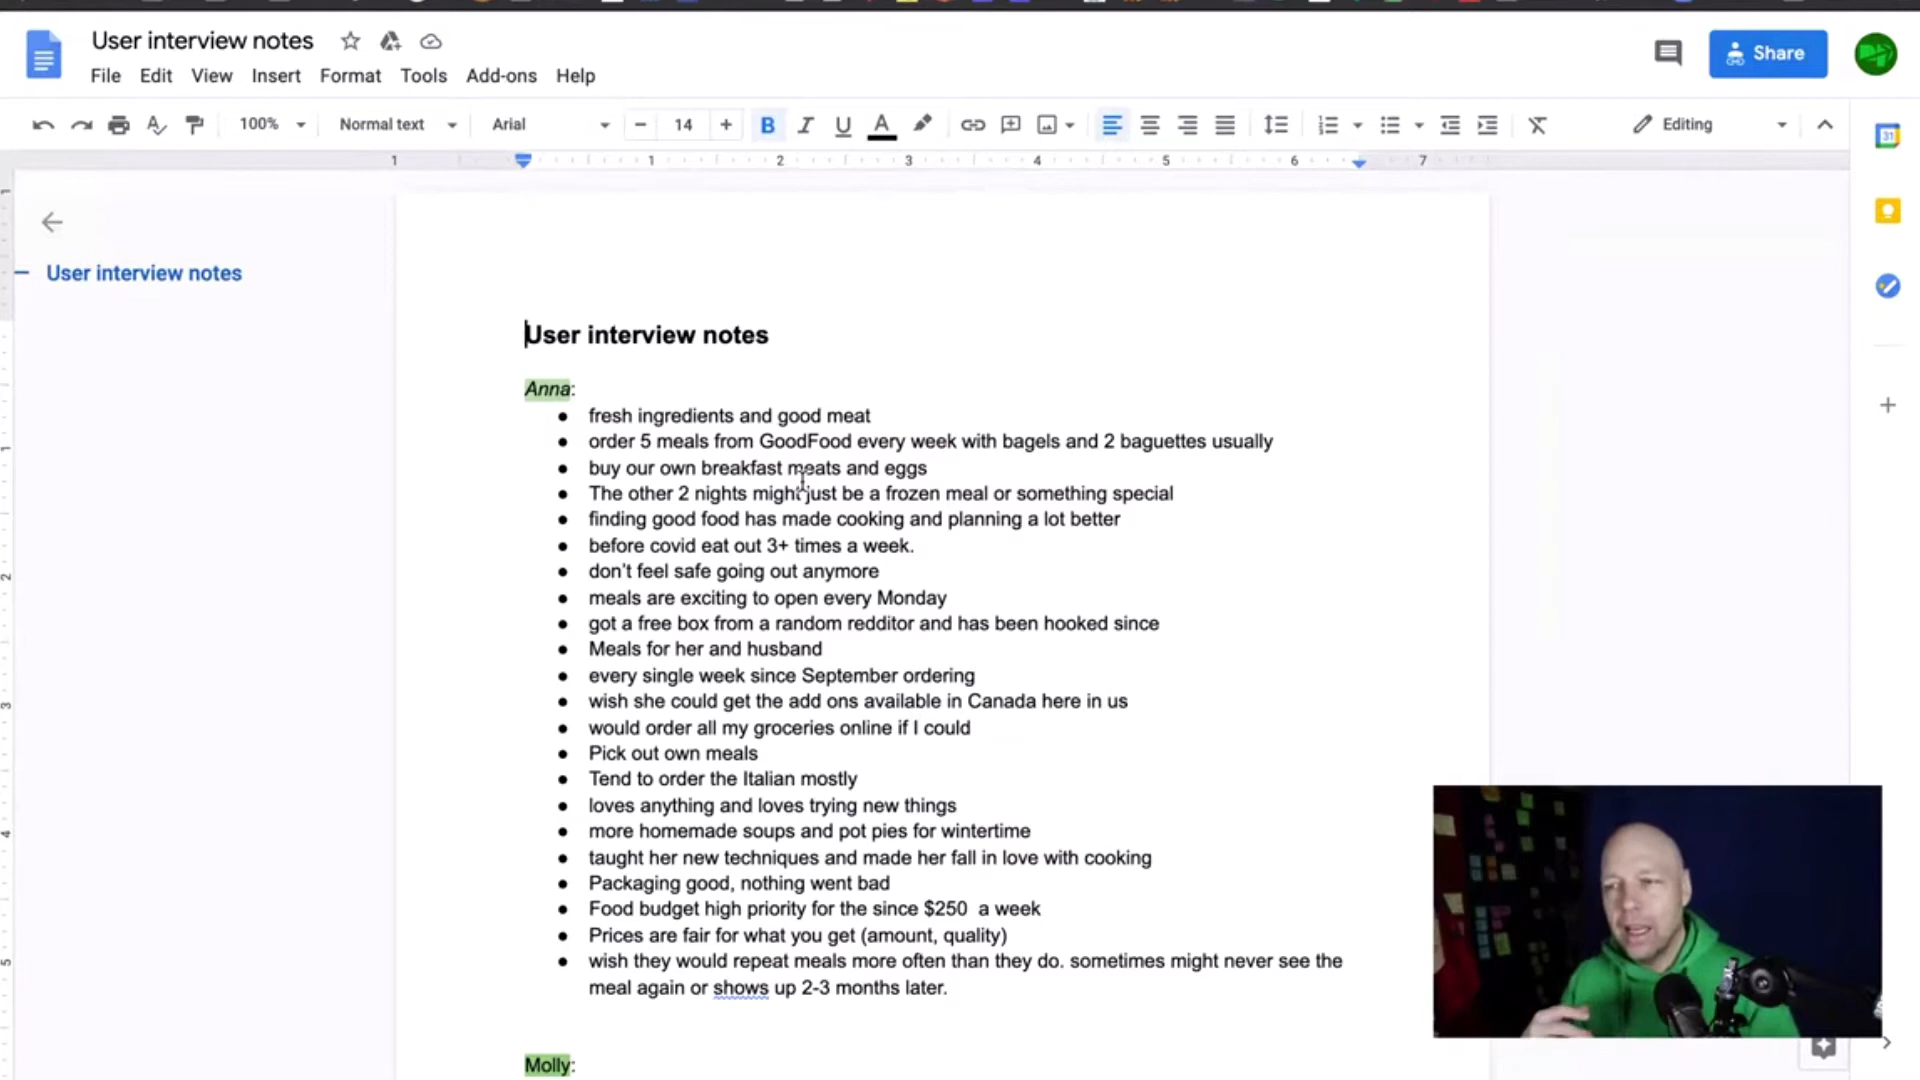 User interview notes
File Edit View Insert Format Tools Add-ons Help
Share
100% Normal text Arial 14 Editing
1 1 2 3 4 5 6 7
User interview notes
User interview notes
Anna:
● fresh ingredients and good meat
● order 5 meals from GoodFood every week with bagels and 2 baguettes usually
● buy our own breakfast meats and eggs
● The other 2 nights might just be a frozen meal or something special
● finding good food has made cooking and planning a lot better
● before covid eat out 3+ times a week.
● don't feel safe going out anymore
● meals are exciting to open every Monday
● got a free box from a random redditor and has been hooked since
● Meals for her and husband
● every single week since September ordering
● wish she could get the add ons available in Canada here in us
● would order all my groceries online if I could
● Pick out own meals
● Tend to order the Italian mostly
● loves anything and loves trying new things
● more homemade soups and pot pies for wintertime
● taught her new techniques and made her fall in love with cooking
● Packaging good, nothing went bad
● Food budget high priority for the since $250  a week
● Prices are fair for what you get (amount, quality)
● wish they would repeat meals more often than they do. sometimes might never see the
meal again or shows up 2-3 months later.
Molly: